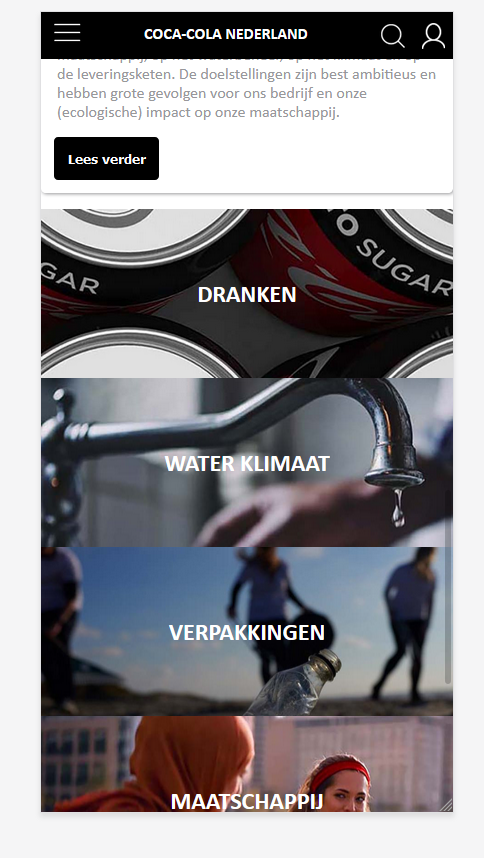 COCA-COLA NEDERLAND
de leveringsketen. De doelstellingen zijn best ambitieus en
hebben grote gevolgen voor ons bedrijf en onze
(ecologische) impact op onze maatschappij.
Lees verder
GAR
TO SUGAR
DRANKEN
WATER KLIMAAT
VERPAKKINGEN
MAATSCHAPPIJ